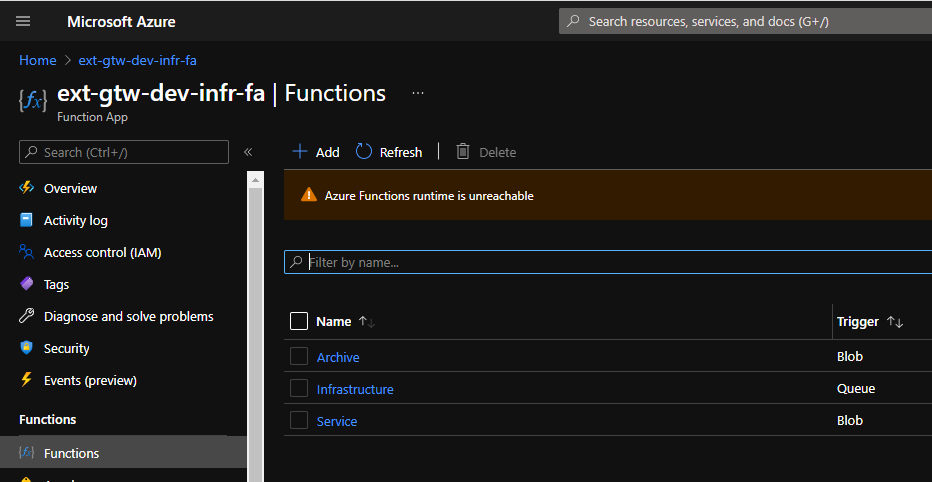 Microsoft Azure
Search resources, services, and docs (G+/)
Home > ext-gtw-dev-infr-fa
ext-gtw-dev-infr-fa | Functions ...
Function App
Search (Ctrl+/)
Add Refresh Delete
Overview
Azure Functions runtime is unreachable
Activity log
Access control (IAM)
Filter by name...
Tags
Diagnose and solve problems
Name Trigger
Security
Archive Blob
Events (preview)
Infrastructure Queue
Functions
Service Blob
Functions